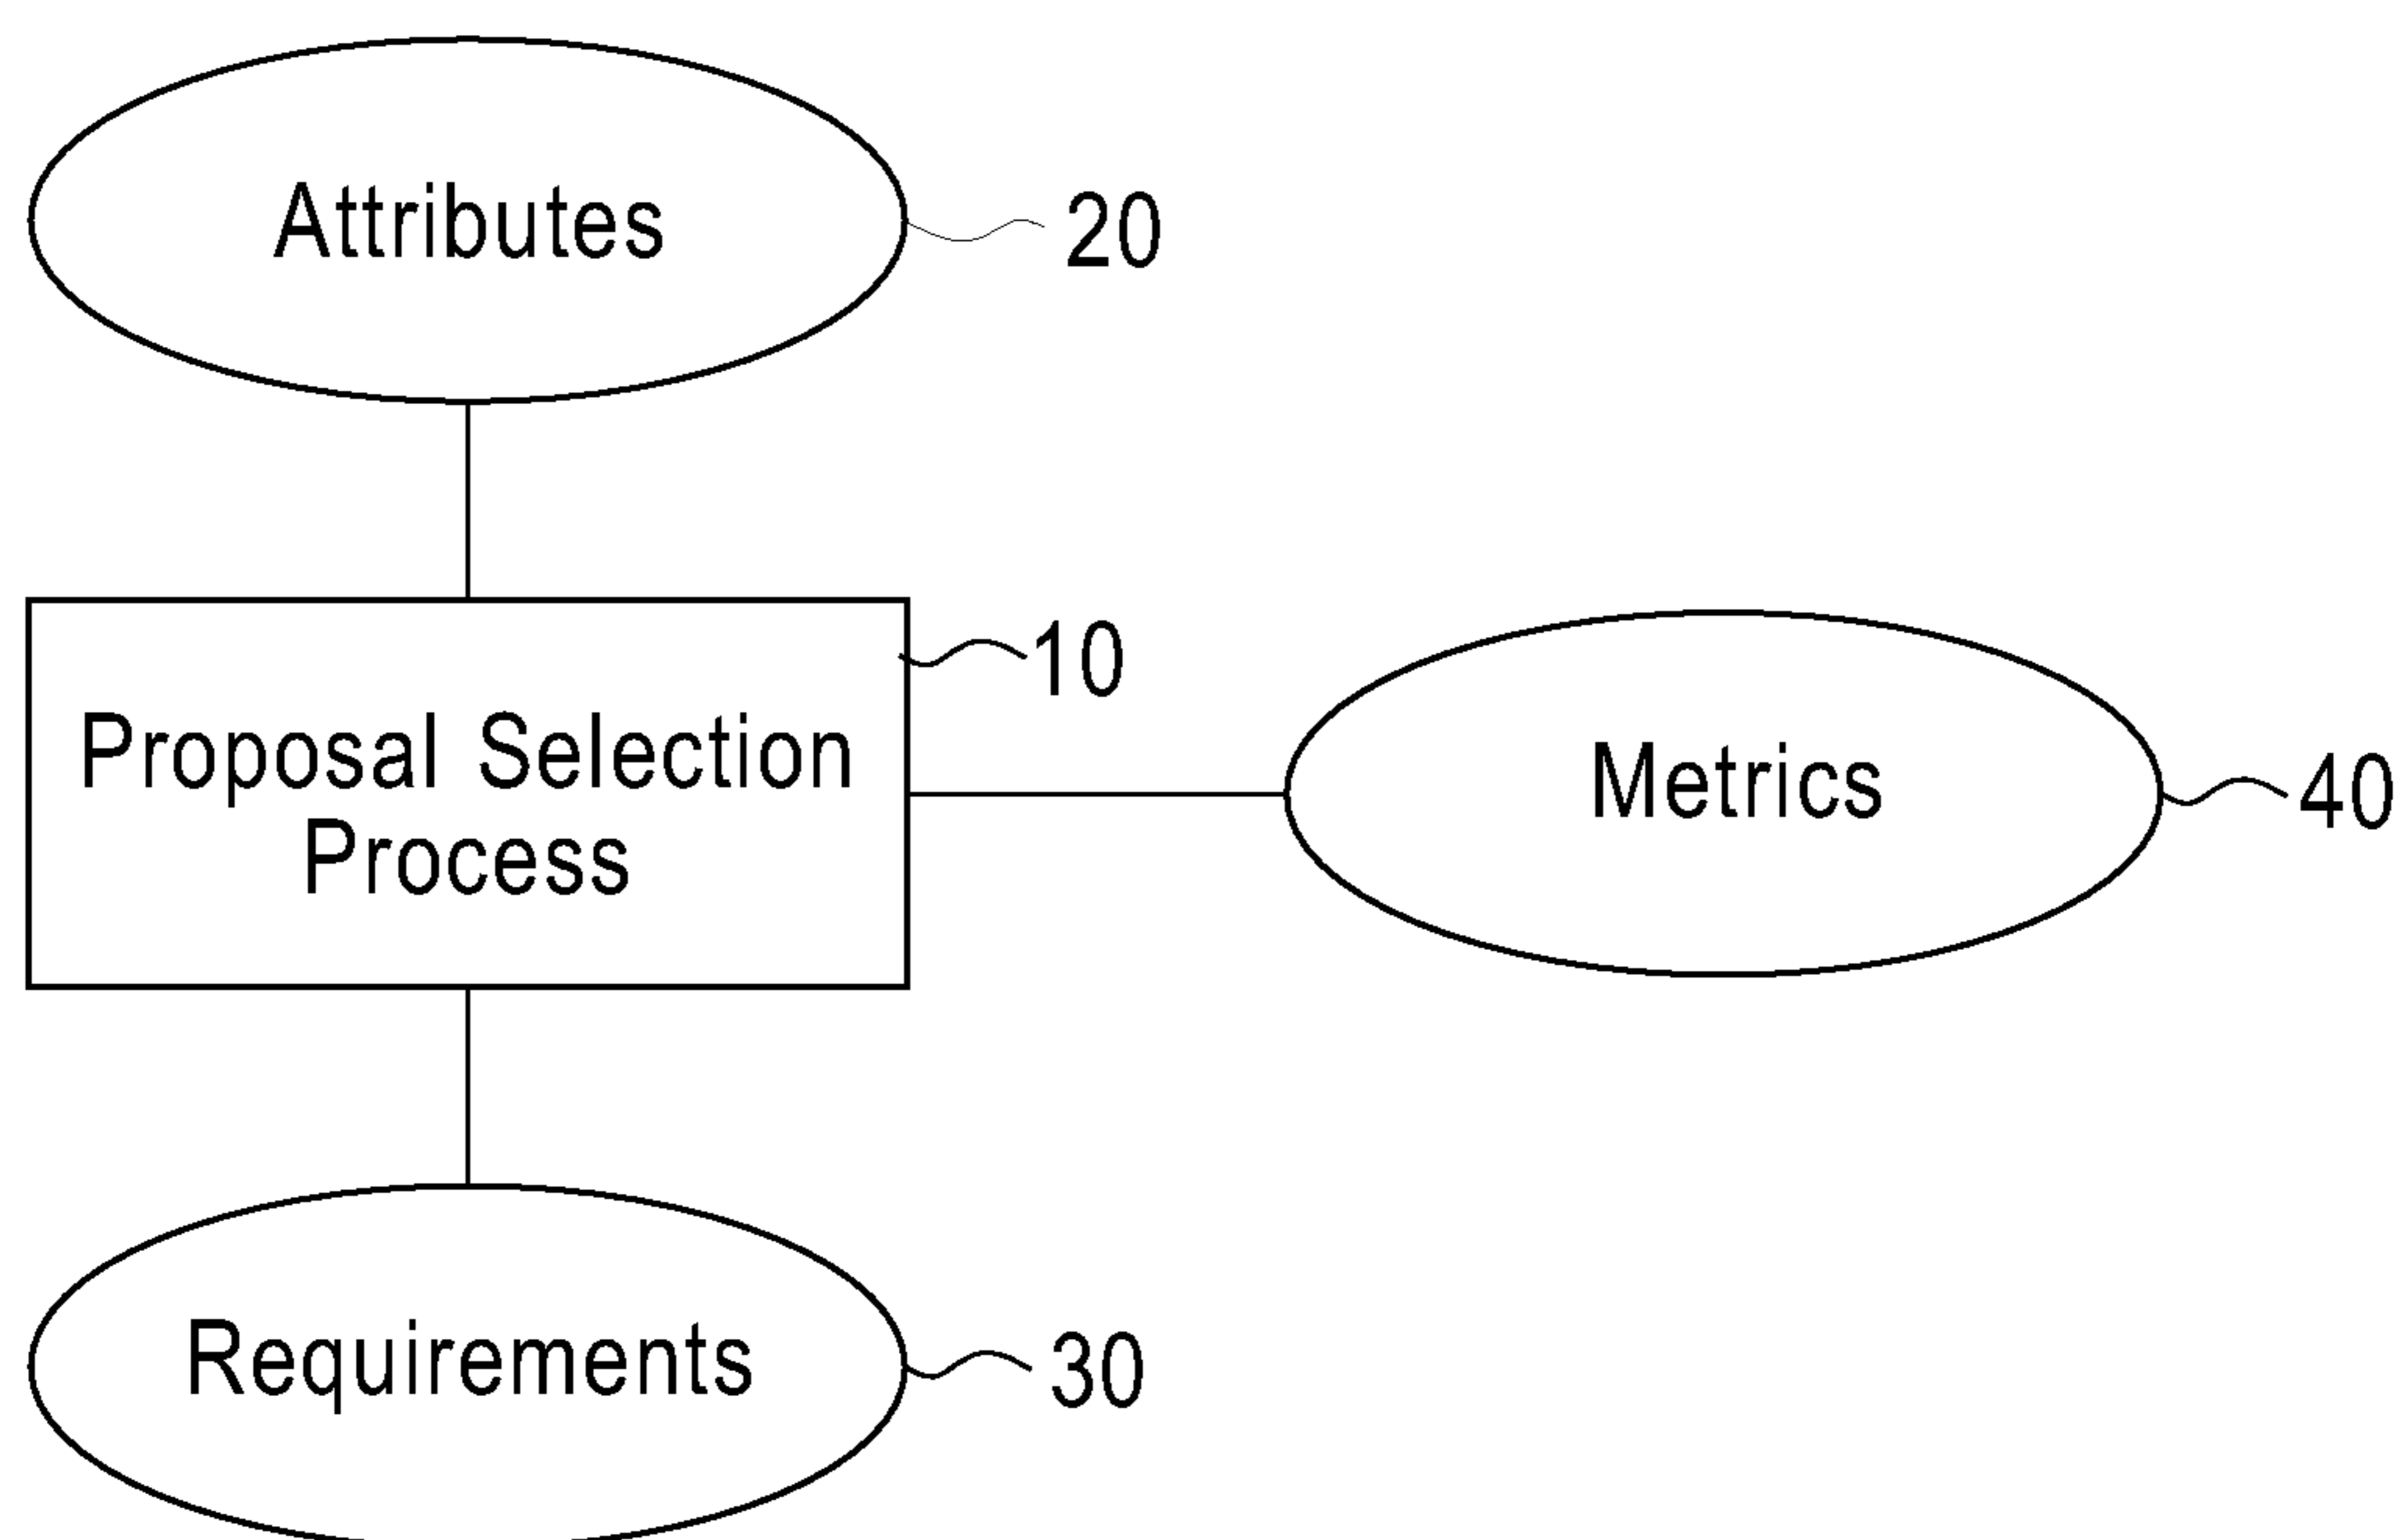 Attributes
20
10
Proposal Selection
Process
Metrics
40
Requirements
30